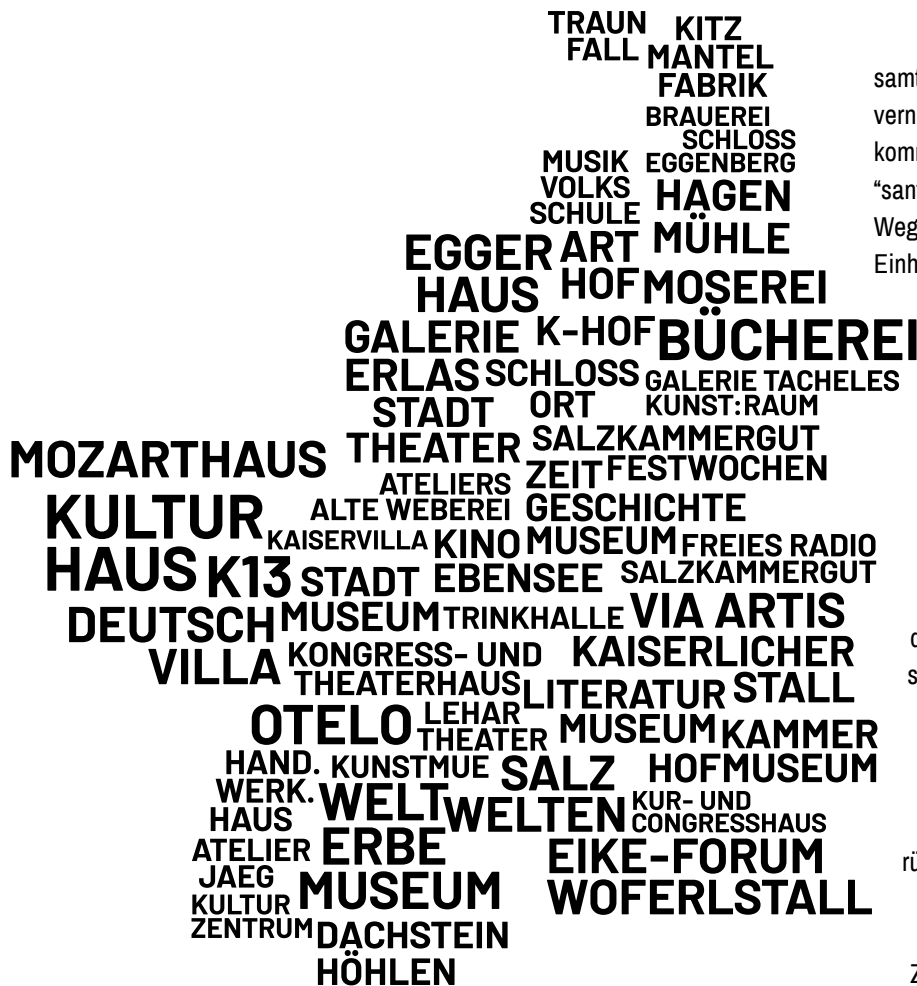 TRAUN
FALL
KITZ
MANTEL
FABRIK
BRAUEREI
SCHLOSS
EGGENBERG
MUSIK
VOLKS
SCHULE
HAGEN
MÜHLE
EGGER
HAUS
ART
HOF
MOSEREI
GALERIE
ERLAS
K-HOF
BÜCHEREI
SCHLOSS
ORT
GALERIE TACHELES
KUNST:RAUM
STADT
THEATER
SALZKAMMERGUT
FESTWOCHEN
MOZARTHAUS
ATELIERS
ALTE WEBEREI
ZEIT
GESCHICHTE
MUSEUM
KULTUR
HAUS
KAISERVILLA
KINO
EBENSEE
FREIES RADIO
SALZKAMMERGUT
K13
STADT
MUSEUM
TRINKHALLE
VIA ARTIS
DEUTSCH
VILLA
KONGRESS- UND
THEATERHAUS
KAISERLICHER
STALL
LITERATUR
MUSEUM
OTELO
LEHAR
THEATER
KAMMER
HOFMUSEUM
HAND.
WERK.
HAUS
KUNSTMUE
SALZ
WELTEN
WELT
ERBE
MUSEUM
KUR- UND
CONGRESSHAUS
ATELIER
JAEG
EIKE-FORUM
WOFERLSTALL
KULTUR
ZENTRUM
DACHSTEIN
HÖHLEN